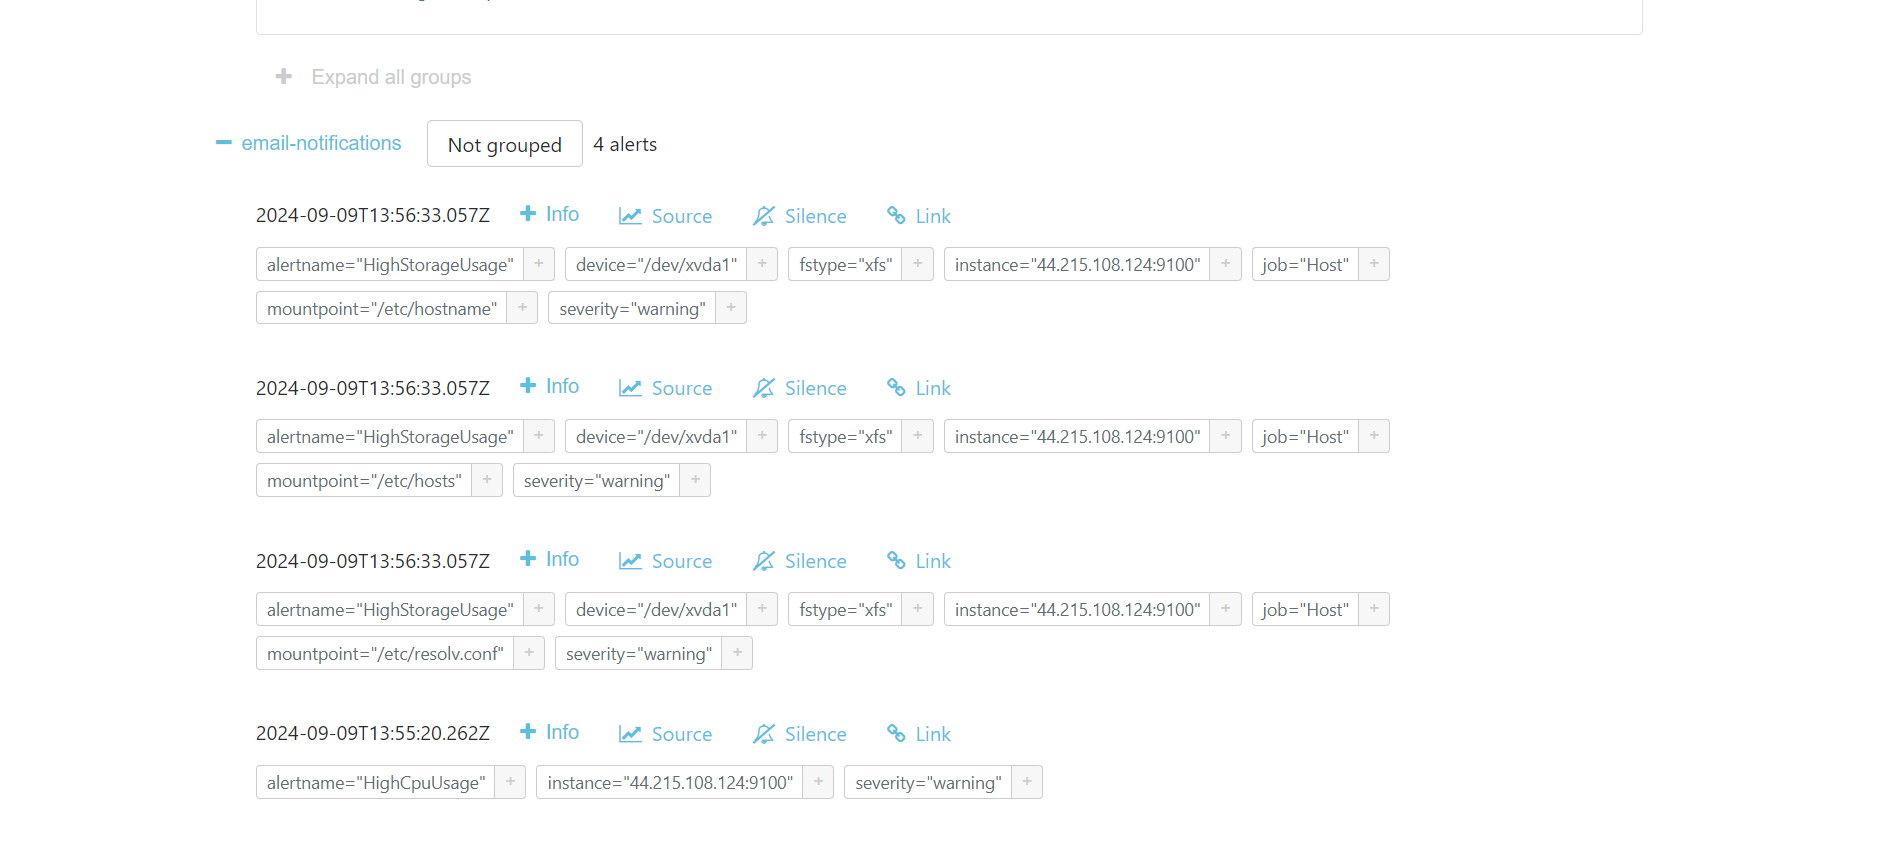 + Expand all groups
− email-notifications Not grouped 4 alerts
2024-09-09T13:56:33.057Z + Info Source Silence Link
alertname="HighStorageUsage" + device="/dev/xvda1" + fstype="xfs" + instance="44.215.108.124:9100" + job="Host" +
mountpoint="/etc/hostname" + severity="warning" +
2024-09-09T13:56:33.057Z + Info Source Silence Link
alertname="HighStorageUsage" + device="/dev/xvda1" + fstype="xfs" + instance="44.215.108.124:9100" + job="Host" +
mountpoint="/etc/hosts" + severity="warning" +
2024-09-09T13:56:33.057Z + Info Source Silence Link
alertname="HighStorageUsage" + device="/dev/xvda1" + fstype="xfs" + instance="44.215.108.124:9100" + job="Host" +
mountpoint="/etc/resolv.conf" + severity="warning" +
2024-09-09T13:55:20.262Z + Info Source Silence Link
alertname="HighCpuUsage" + instance="44.215.108.124:9100" + severity="warning" +